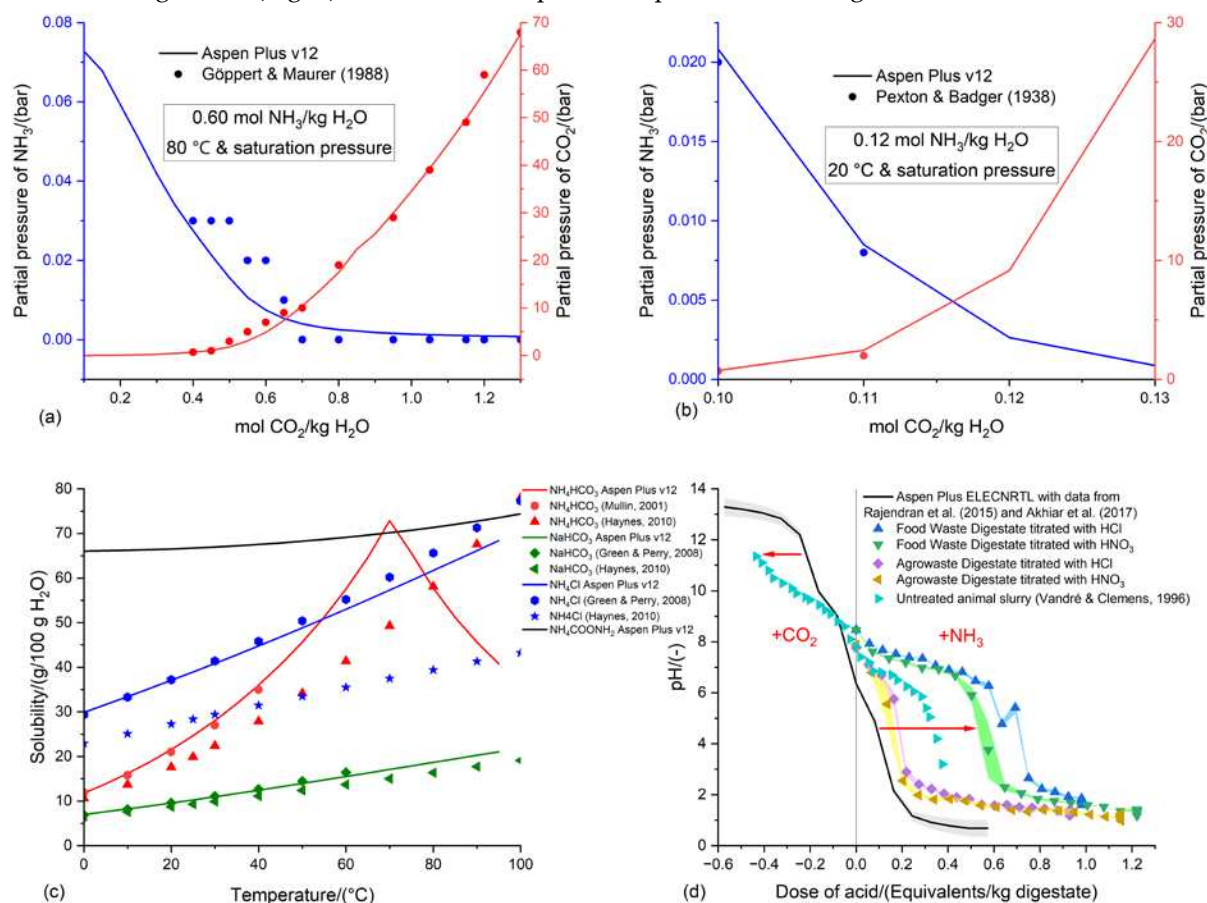 0.08
0.06
0.04
0.02
0.00
Partial pressure of NH₃/(bar)
Aspen Plus v12
Göppert & Maurer (1988)
0.60 mol NH₃/kg H₂O
80 °C & saturation pressure
70
60
50
40
30
20
10
0
Partial pressure of CO₂/(bar)
0.2 0.4 0.6 0.8 1.0 1.2
(a)
mol CO₂/kg H₂O
0.020
0.015
0.010
0.005
0.000
Partial pressure of NH₃/(bar)
Aspen Plus v12
Pexton & Badger (1938)
0.12 mol NH₃/kg H₂O
20 °C & saturation pressure
30
20
10
0
Partial pressure of CO₂/(bar)
0.10 0.11 0.12 0.13
(b)
mol CO₂/kg H₂O
80
70
60
50
40
30
20
10
0
Solubility/(g/100 g H₂O)
NH₄HCO₃ Aspen Plus v12
NH₄HCO₃ (Mullin, 2001)
NH₄HCO₃ (Haynes, 2010)
NaHCO₃ Aspen Plus v12
NaHCO₃ (Green & Perry, 2008)
NaHCO₃ (Haynes, 2010)
NH₄Cl Aspen Plus v12
NH₄Cl (Green & Perry, 2008)
NH4Cl (Haynes, 2010)
NH₄COONH₂ Aspen Plus v12
0 20 40 60 80 100
(c)
Temperature/(°C)
14
12
10
8
6
4
2
0
pH/(-)
Aspen Plus ELECNRTL with data from
Rajendran et al. (2015) and Akhiar et al. (2017)
Food Waste Digestate titrated with HCl
Food Waste Digestate titrated with HNO₃
Agrowaste Digestate titrated with HCl
Agrowaste Digestate titrated with HNO₃
Untreated animal slurry (Vandré & Clemens, 1996)
+CO₂
+NH₃
-0.6 -0.4 -0.2 0.0 0.2 0.4 0.6 0.8 1.0 1.2
(d)
Dose of acid/(Equivalents/kg digestate)